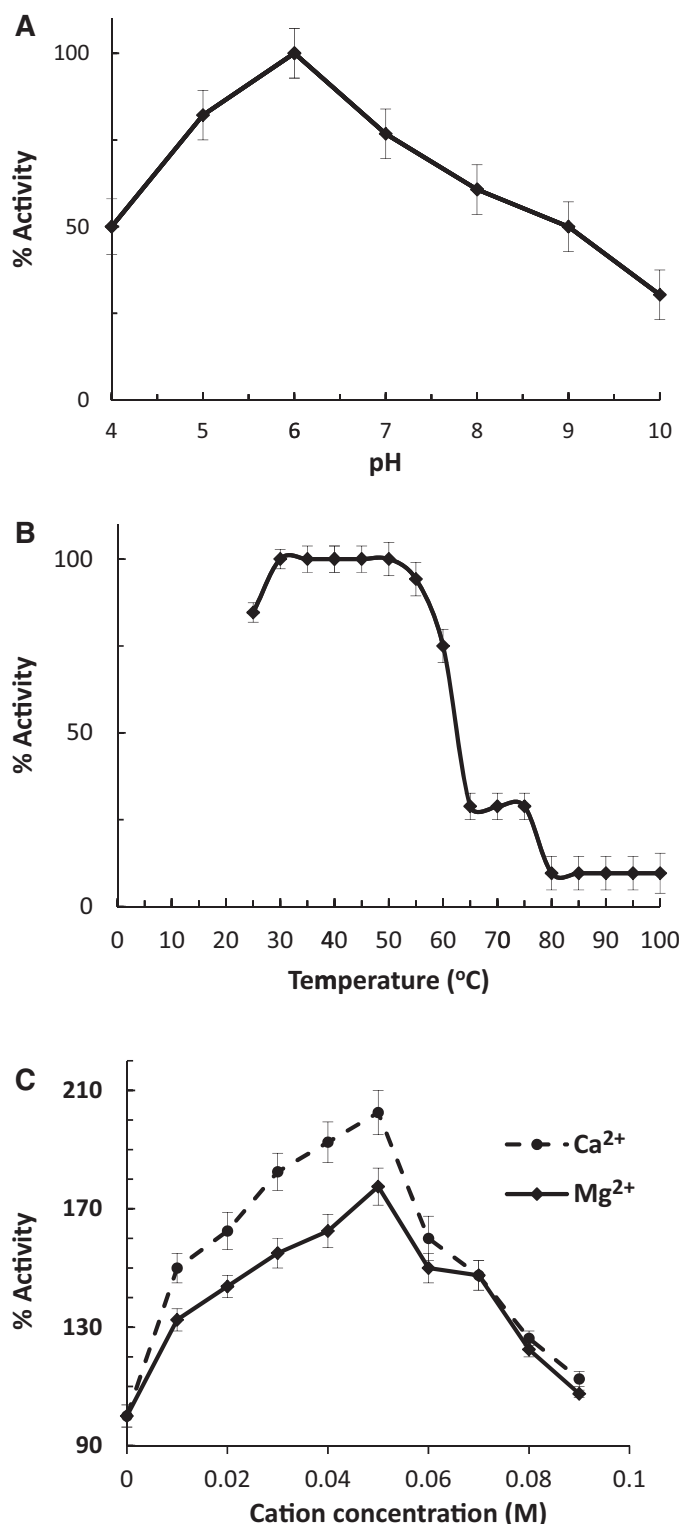 A
% Activity
100
50
0
4 5 6 7 8 9 10
pH
B
% Activity
100
50
0
0 10 20 30 40 50 60 70 80 90 100
Temperature (°C)
C
% Activity
210
170
130
90
Ca²⁺
Mg²⁺
0 0.02 0.04 0.06 0.08 0.1
Cation concentration (M)